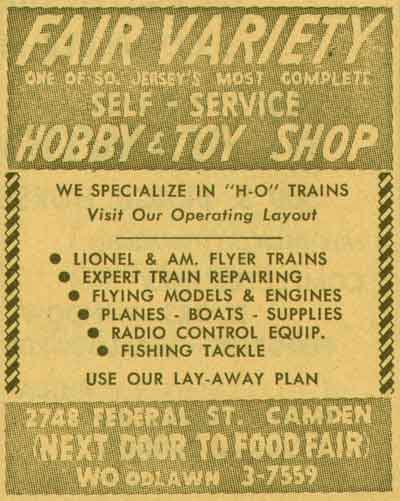 FAIR VARIETY
ONE OF SO. JERSEY'S MOST COMPLETE
SELF - SERVICE
HOBBY & TOY SHOP
WE SPECIALIZE IN "H-O" TRAINS
Visit Our Operating Layout
● LIONEL & AM. FLYER TRAINS
● EXPERT TRAIN REPAIRING
● FLYING MODELS & ENGINES
● PLANES - BOATS - SUPPLIES
● RADIO CONTROL EQUIP.
● FISHING TACKLE
USE OUR LAY-AWAY PLAN
2748 FEDERAL ST. CAMDEN
(NEXT DOOR TO FOOD FAIR)
WO ODLAWN 3-7559